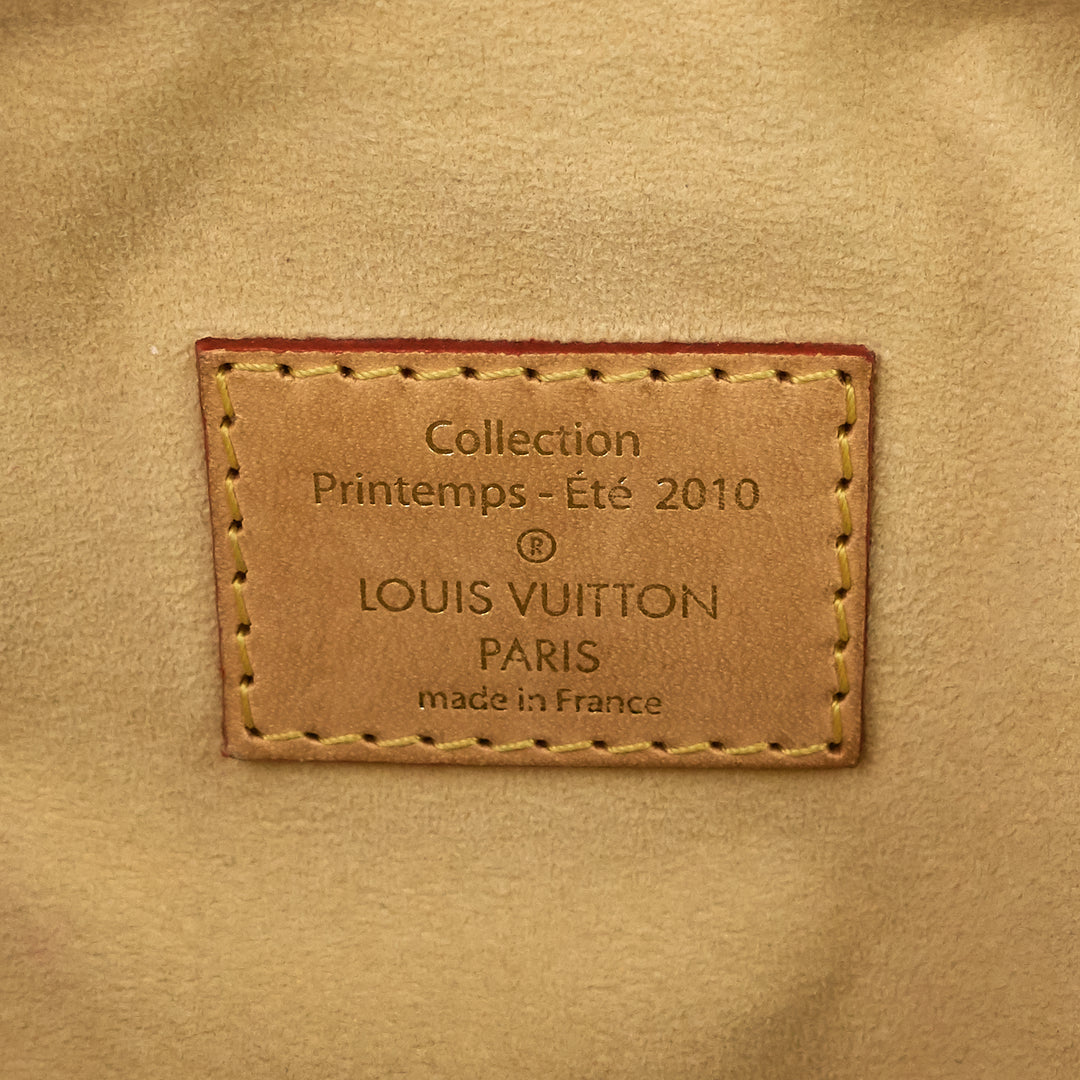 Collection
Printemps - Été 2010
®
LOUIS VUITTON
PARIS
made in France